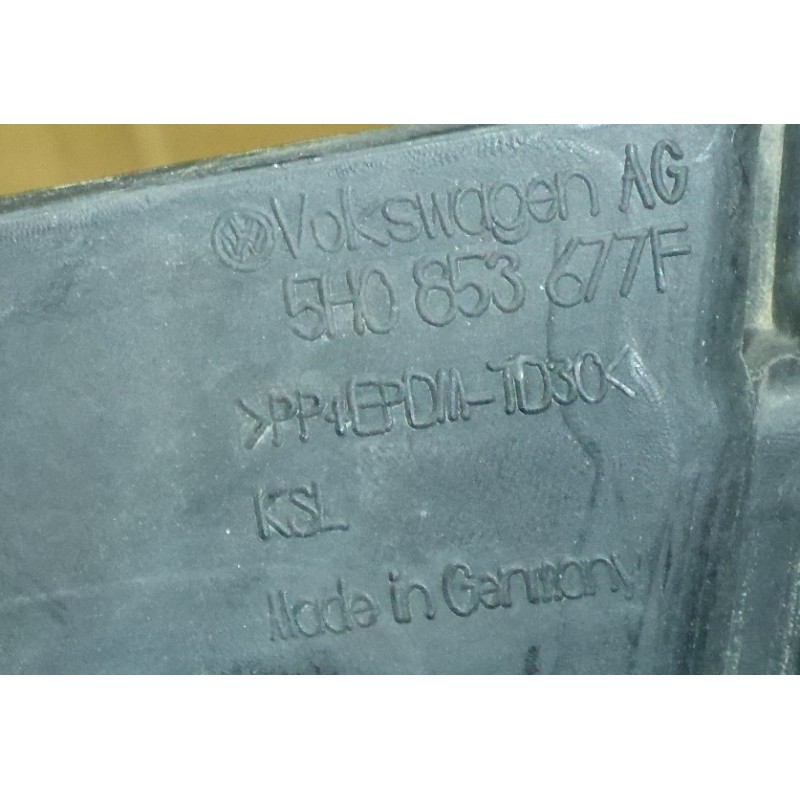 Volkswagen AG
5H0 853 677F
>PP+EPDM-TD30<
KSL
Made in Germany